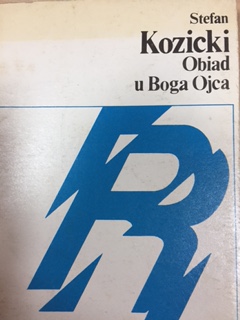 Stefan
Kozicki
Obiad
u Boga Ojca
R